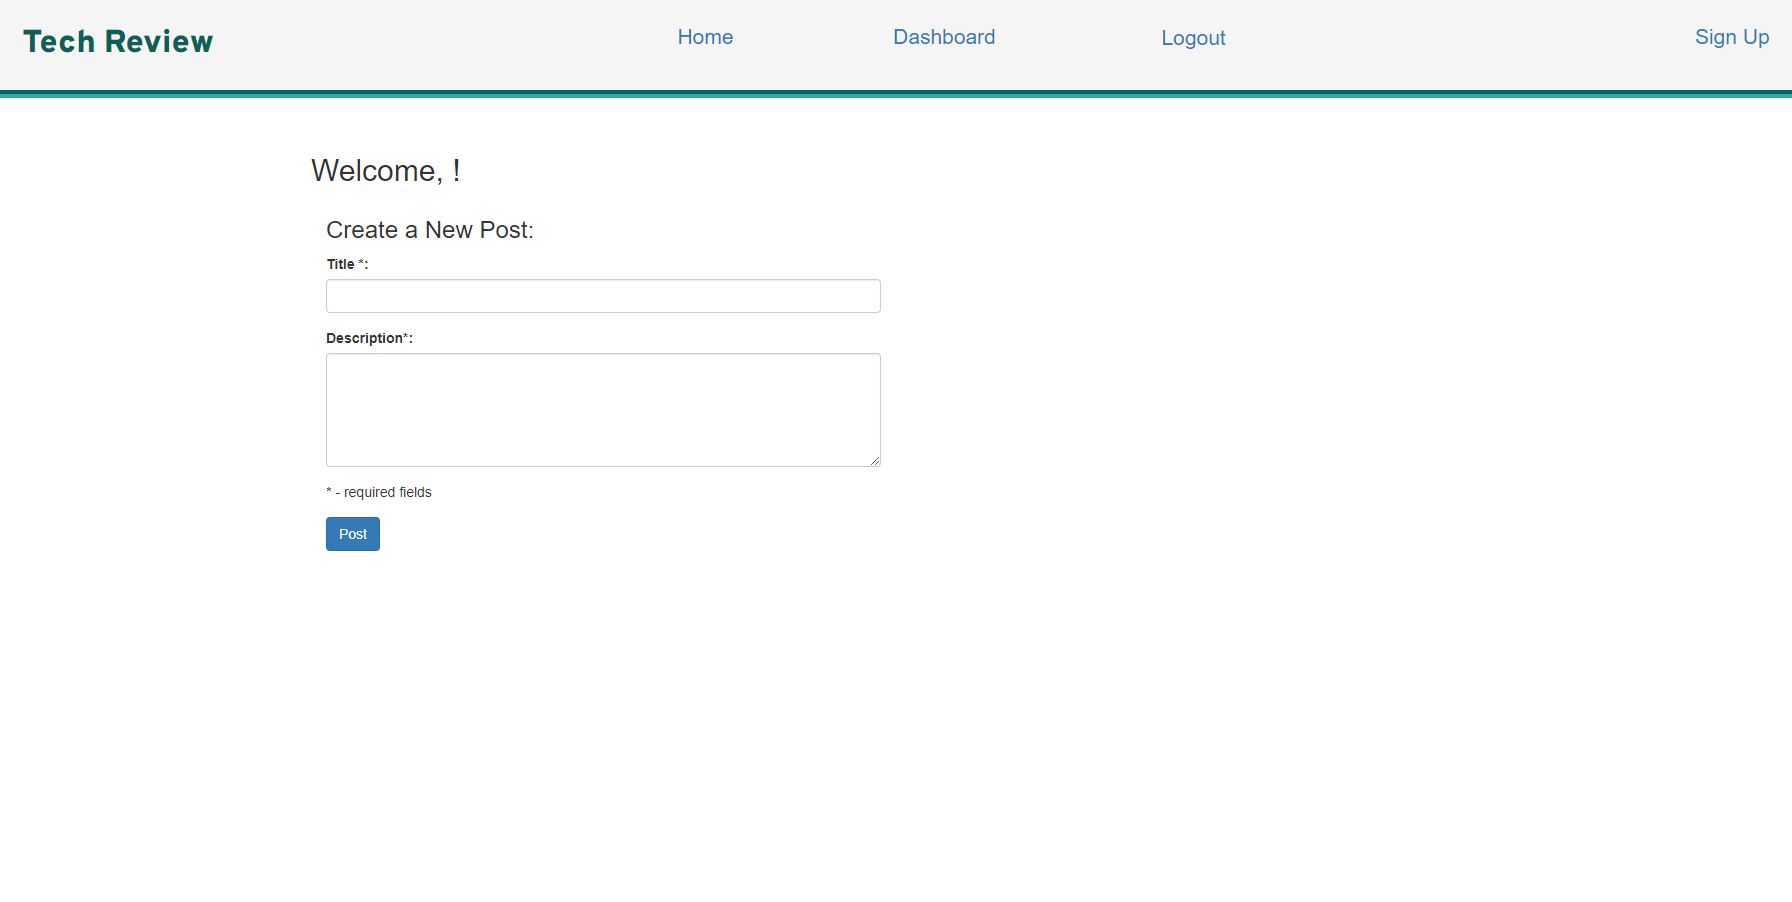 Tech Review
Home
Dashboard
Logout
Sign Up
Welcome, !
Create a New Post:
Title *:
Description*:
* - required fields
Post